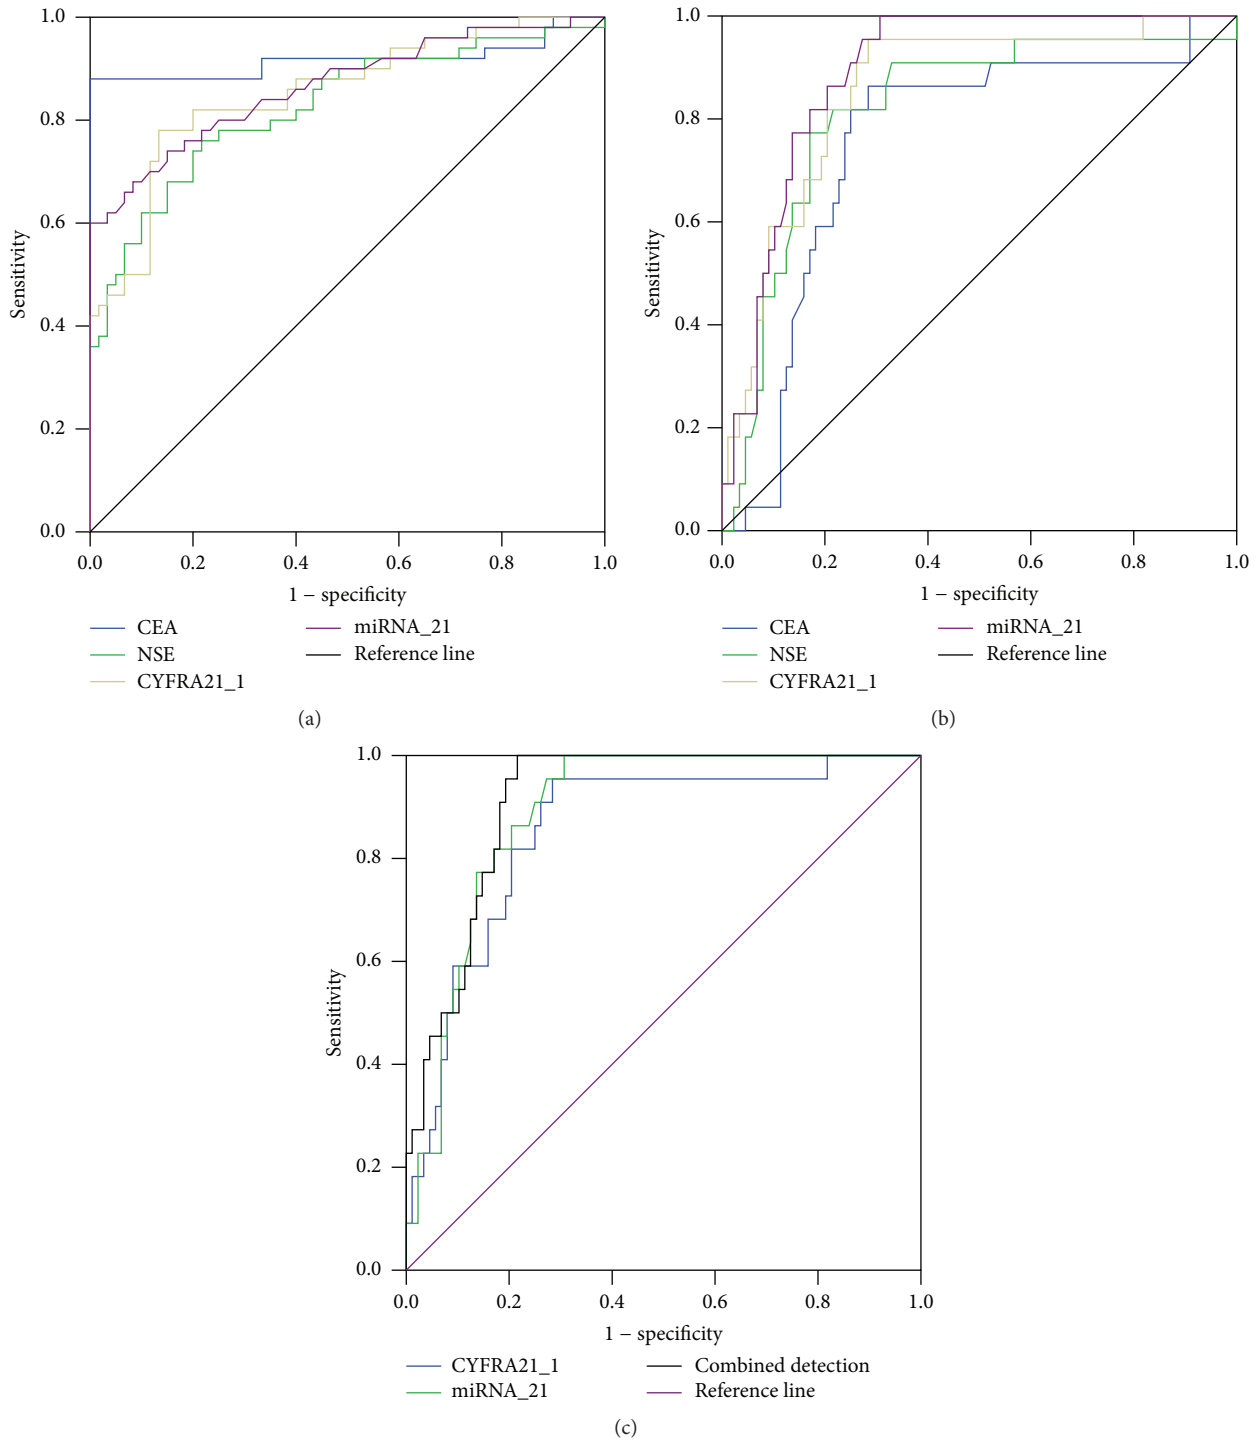 1.0
0.8
0.6
0.4
0.2
0.0
Sensitivity
0.0 0.2 0.4 0.6 0.8 1.0
1 − specificity
CEA
NSE
CYFRA21_1
miRNA_21
Reference line
(a)
1.0
0.8
0.6
0.4
0.2
0.0
Sensitivity
0.0 0.2 0.4 0.6 0.8 1.0
1 − specificity
CEA
NSE
CYFRA21_1
miRNA_21
Reference line
(b)
1.0
0.8
0.6
0.4
0.2
0.0
Sensitivity
0.0 0.2 0.4 0.6 0.8 1.0
1 − specificity
CYFRA21_1
miRNA_21
Combined detection
Reference line
(c)